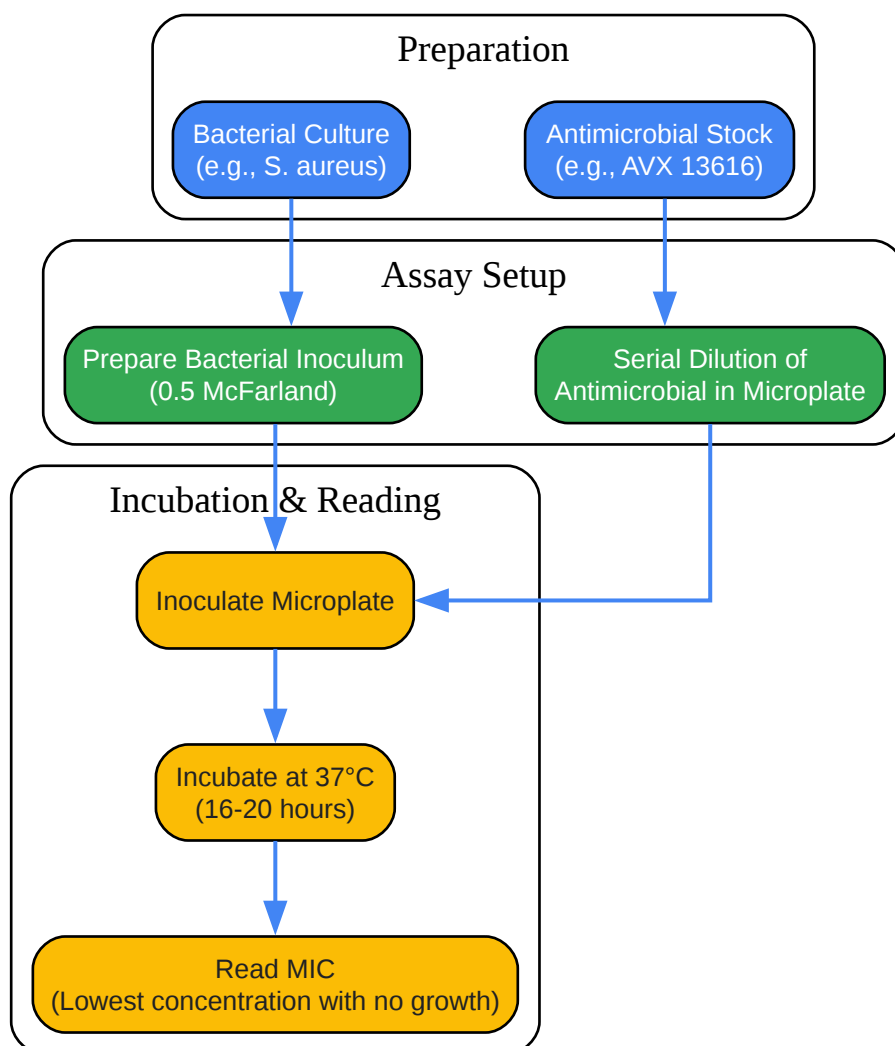 Preparation
Bacterial Culture
(e.g., S. aureus)
Antimicrobial Stock
(e.g., AVX 13616)
Assay Setup
Prepare Bacterial Inoculum
(0.5 McFarland)
Serial Dilution of
Antimicrobial in Microplate
Incubation & Reading
Inoculate Microplate
Incubate at 37°C
(16-20 hours)
Read MIC
(Lowest concentration with no growth)